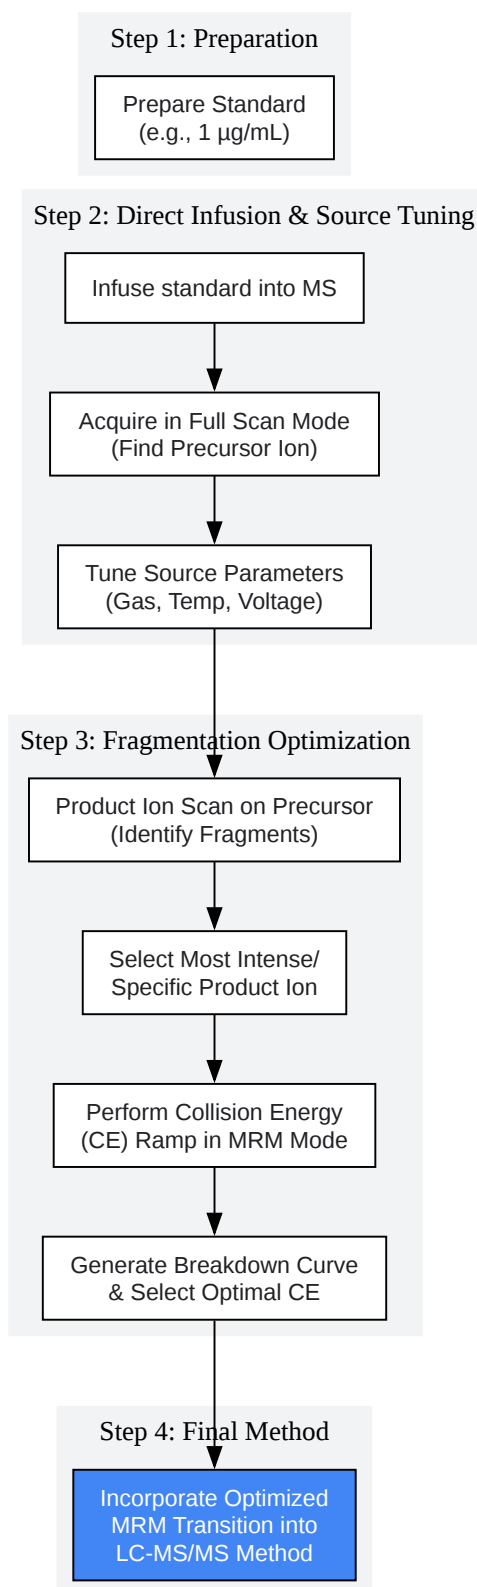 Step 1: Preparation
Prepare Standard
(e.g., 1 µg/mL)
Step 2: Direct Infusion & Source Tuning
Infuse standard into MS
Acquire in Full Scan Mode
(Find Precursor Ion)
Tune Source Parameters
(Gas, Temp, Voltage)
Step 3: Fragmentation Optimization
Product Ion Scan on Precursor
(Identify Fragments)
Select Most Intense/
Specific Product Ion
Perform Collision Energy
(CE) Ramp in MRM Mode
Generate Breakdown Curve
& Select Optimal CE
Step 4: Final Method
Incorporate Optimized
MRM Transition into
LC-MS/MS Method